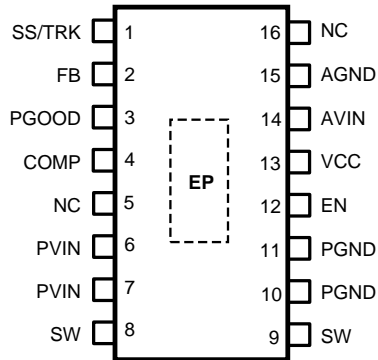 SS/TRK 1 16 NC
FB 2 15 AGND
PGOOD 3 14 AVIN
COMP 4 13 VCC
EP
NC 5 12 EN
PVIN 6 11 PGND
PVIN 7 10 PGND
SW 8 9 SW